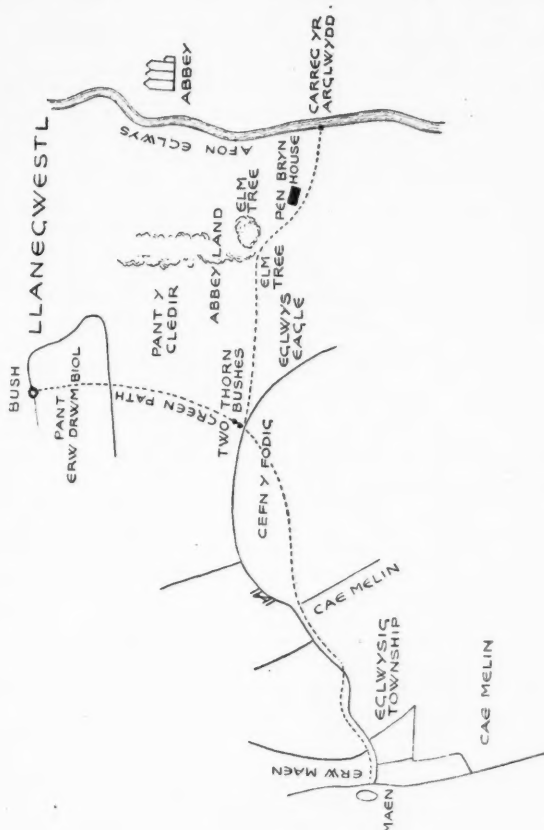 BUSH
LLANEGWESTL
PANT
ERW DRWM-BIOL
GREEN PATH
PANT Y
CLEDIR
ABBEY
ABBEY LAND
AFON EGLWYS
TWO THORN
BUSHES
ELM
TREE
ELM
TREE
PEN BRYN
HOUSE
CARREG YR
ARGLWYDD
EGLWYS
EAGLE
CEFN Y FODIG
CAE MELIN
EGLWYSIG
TOWNSHIP
ERW MAEN
MAEN
CAE MELIN